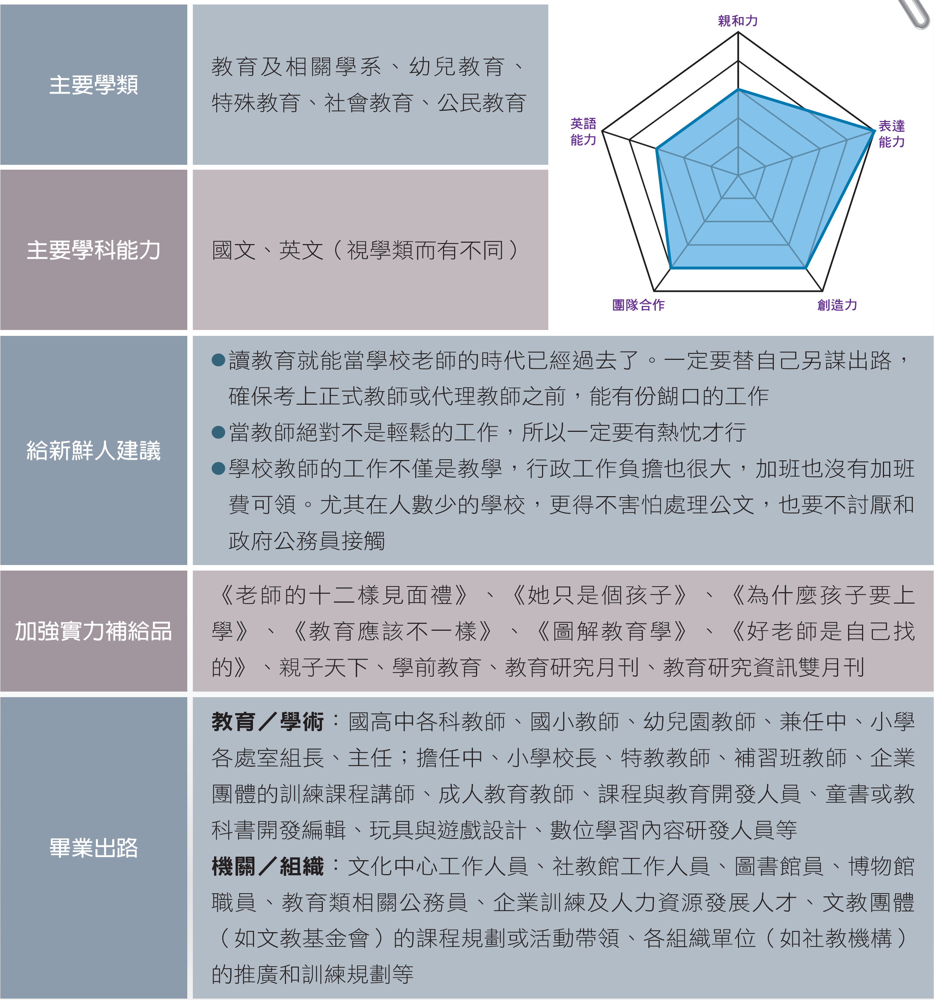 主要學類
教育及相關學系、幼兒教育、
特殊教育、社會教育、公民教育
親和力
英語
能力
表達
能力
團隊合作
創造力
主要學科能力
國文、英文（視學類而有不同）
給新鮮人建議
●讀教育就能當學校老師的時代已經過去了。一定要替自己另謀出路，
確保考上正式教師或代理教師之前，能有份餬口的工作
●當教師絕對不是輕鬆的工作，所以一定要有熱忱才行
●學校教師的工作不僅是教學，行政工作負擔也很大，加班也沒有加班
費可領。尤其在人數少的學校，更得不害怕處理公文，也要不討厭和
政府公務員接觸
加強實力補給品
《老師的十二樣見面禮》、《她只是個孩子》、《為什麼孩子要上
學》、《教育應該不一樣》、《圖解教育學》、《好老師是自己找
的》、親子天下、學前教育、教育研究月刊、教育研究資訊雙月刊
畢業出路
教育／學術：國高中各科教師、國小教師、幼兒園教師、兼任中、小學
各處室組長、主任；擔任中、小學校長、特教教師、補習班教師、企業
團體的訓練課程講師、成人教育教師、課程與教育開發人員、童書或教
科書開發編輯、玩具與遊戲設計、數位學習內容研發人員等
機關／組織：文化中心工作人員、社教館工作人員、圖書館員、博物館
職員、教育類相關公務員、企業訓練及人力資源發展人才、文教團體
（如文教基金會）的課程規劃或活動帶領、各組織單位（如社教機構）
的推廣和訓練規劃等